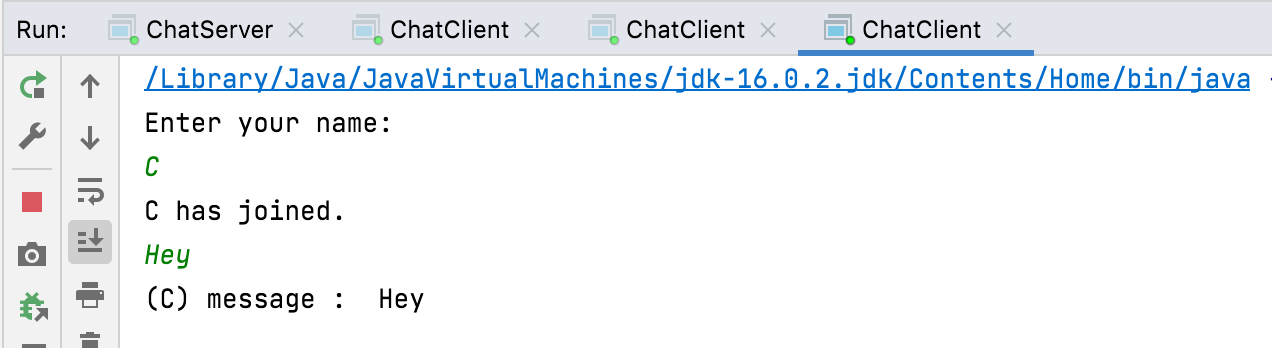 Run: ChatServer ChatClient ChatClient ChatClient
/Library/Java/JavaVirtualMachines/jdk-16.0.2.jdk/Contents/Home/bin/java
Enter your name:
C
C has joined.
Hey
(C) message :  Hey